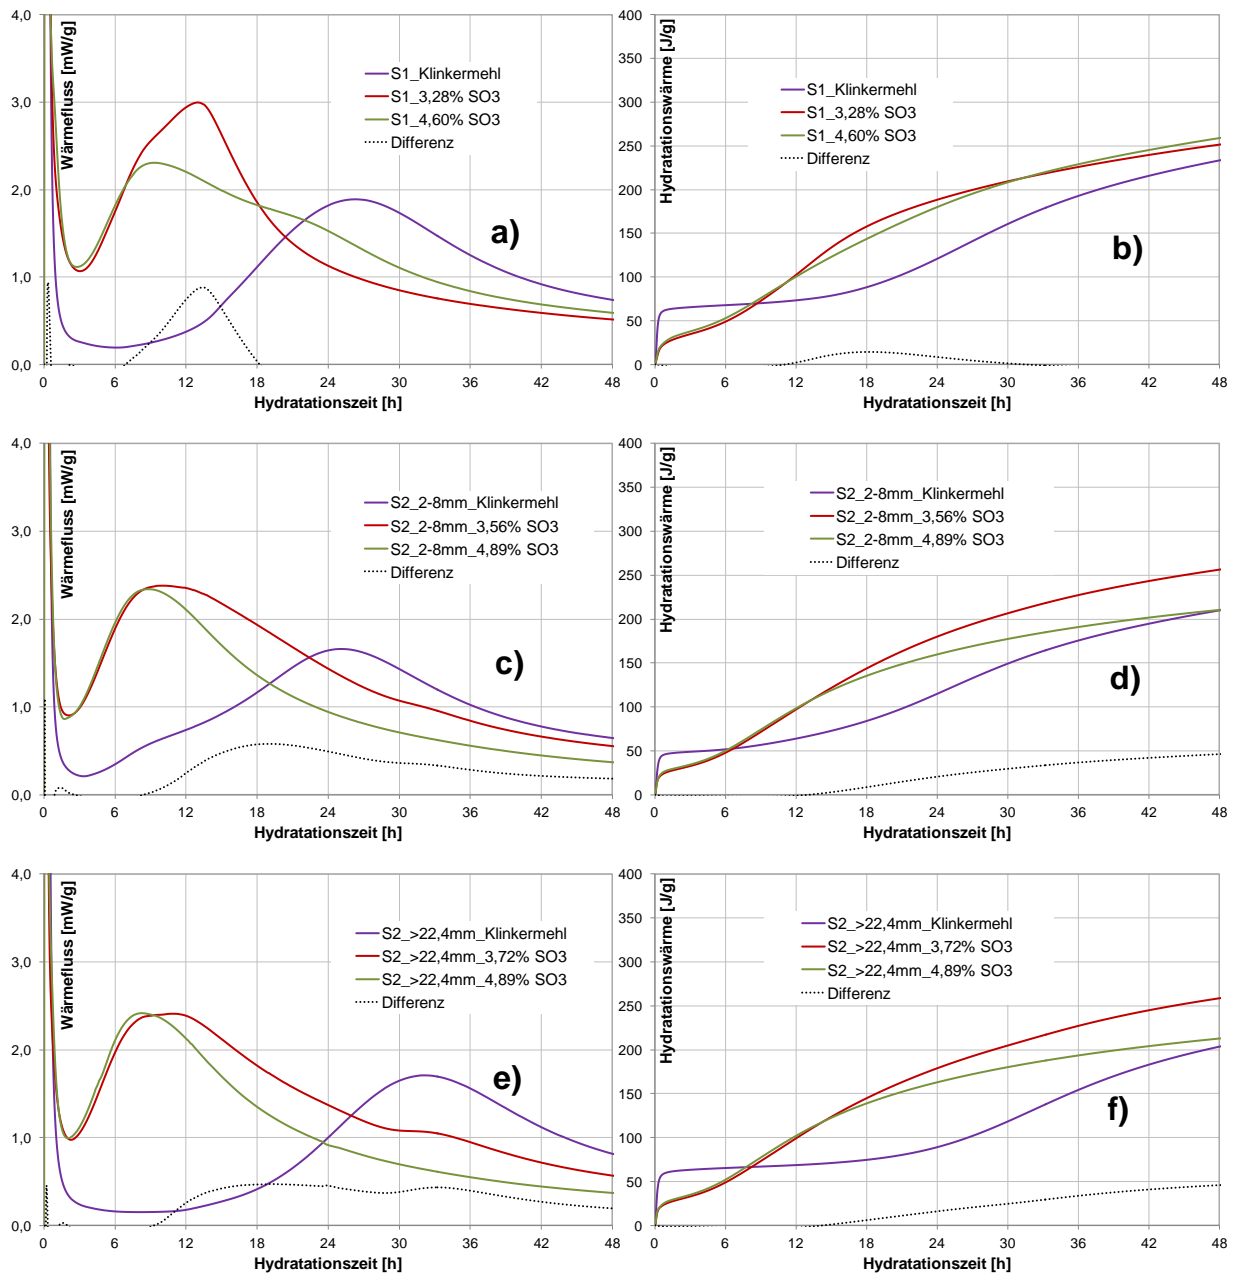 Wärmefluss [mW/g]
4,0
3,0
2,0
1,0
0,0
S1_Klinkermehl
S1_3,28% SO3
S1_4,60% SO3
Differenz
a)
0 6 12 18 24 30 36 42 48
Hydratationszeit [h]
Hydratationswärme [J/g]
400
350
300
250
200
150
100
50
0
S1_Klinkermehl
S1_3,28% SO3
S1_4,60% SO3
Differenz
b)
0 6 12 18 24 30 36 42 48
Hydratationszeit [h]
Wärmefluss [mW/g]
4,0
3,0
2,0
1,0
0,0
S2_2-8mm_Klinkermehl
S2_2-8mm_3,56% SO3
S2_2-8mm_4,89% SO3
Differenz
c)
0 6 12 18 24 30 36 42 48
Hydratationszeit [h]
Hydratationswärme [J/g]
400
350
300
250
200
150
100
50
0
S2_2-8mm_Klinkermehl
S2_2-8mm_3,56% SO3
S2_2-8mm_4,89% SO3
Differenz
d)
0 6 12 18 24 30 36 42 48
Hydratationszeit [h]
Wärmefluss [mW/g]
4,0
3,0
2,0
1,0
0,0
S2_>22,4mm_Klinkermehl
S2_>22,4mm_3,72% SO3
S2_>22,4mm_4,89% SO3
Differenz
e)
0 6 12 18 24 30 36 42 48
Hydratationszeit [h]
Hydratationswärme [J/g]
400
350
300
250
200
150
100
50
0
S2_>22,4mm_Klinkermehl
S2_>22,4mm_3,72% SO3
S2_>22,4mm_4,89% SO3
Differenz
f)
0 6 12 18 24 30 36 42 48
Hydratationszeit [h]